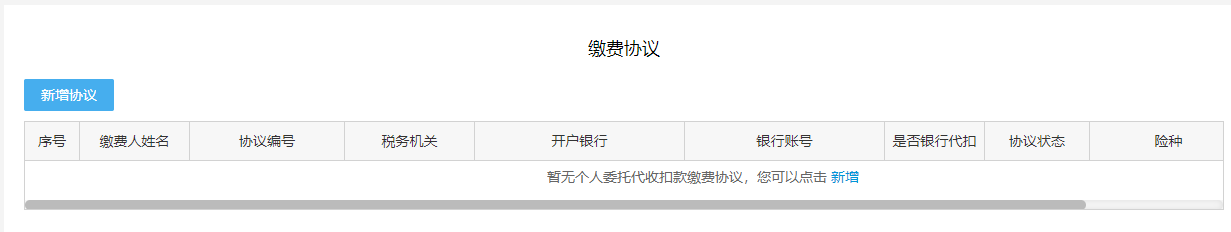 缴费协议
新增协议
序号 缴费人姓名 协议编号 税务机关 开户银行 银行账号 是否银行代扣 协议状态 险种
暂无个人委托代收扣款缴费协议，您可以点击 新增